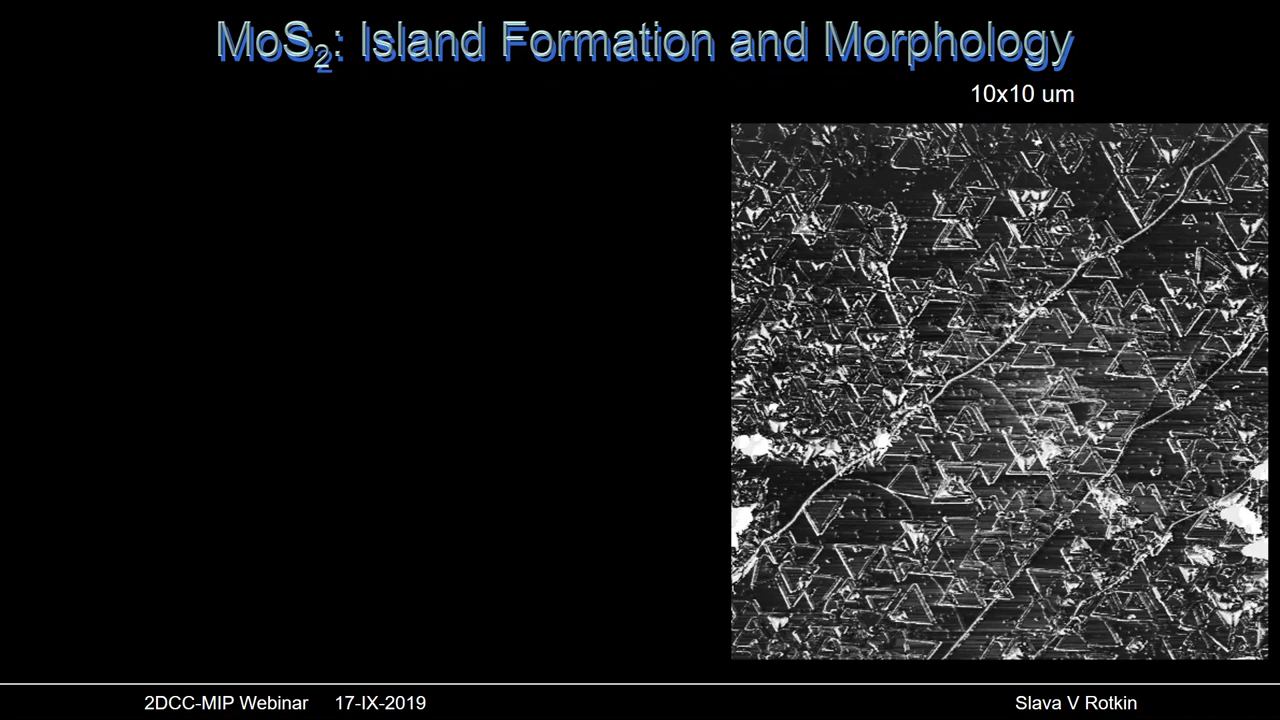 MoS2: Island Formation and Morphology
10x10 um
2DCC-MIP Webinar 17-IX-2019 Slava V Rotkin